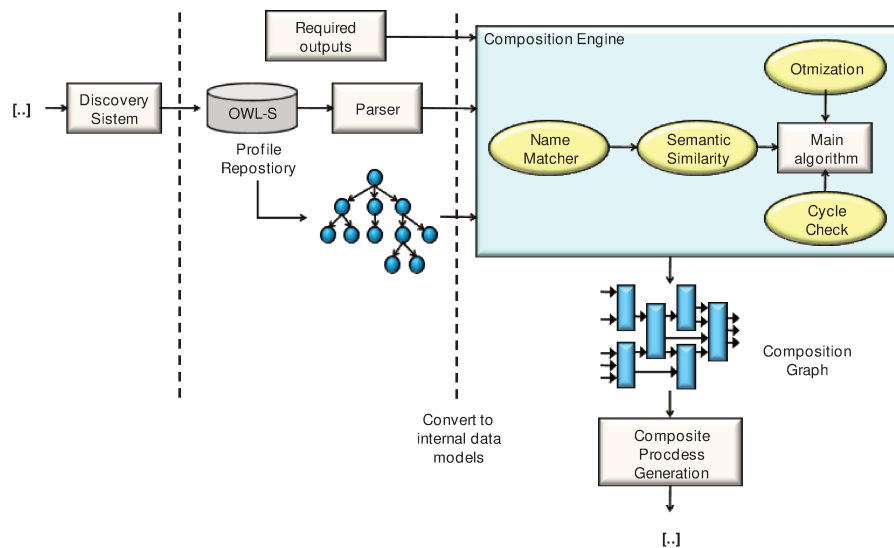 Required
outputs
Composition Engine
Otmization
[..]
Discovery
Sistem
OWL-S
Parser
Name
Matcher
Semantic
Similarity
Main
algorithm
Profile
Repostiory
Cycle
Check
Composition
Graph
Convert to
internal data
models
Composite
Procdess
Generation
[..]